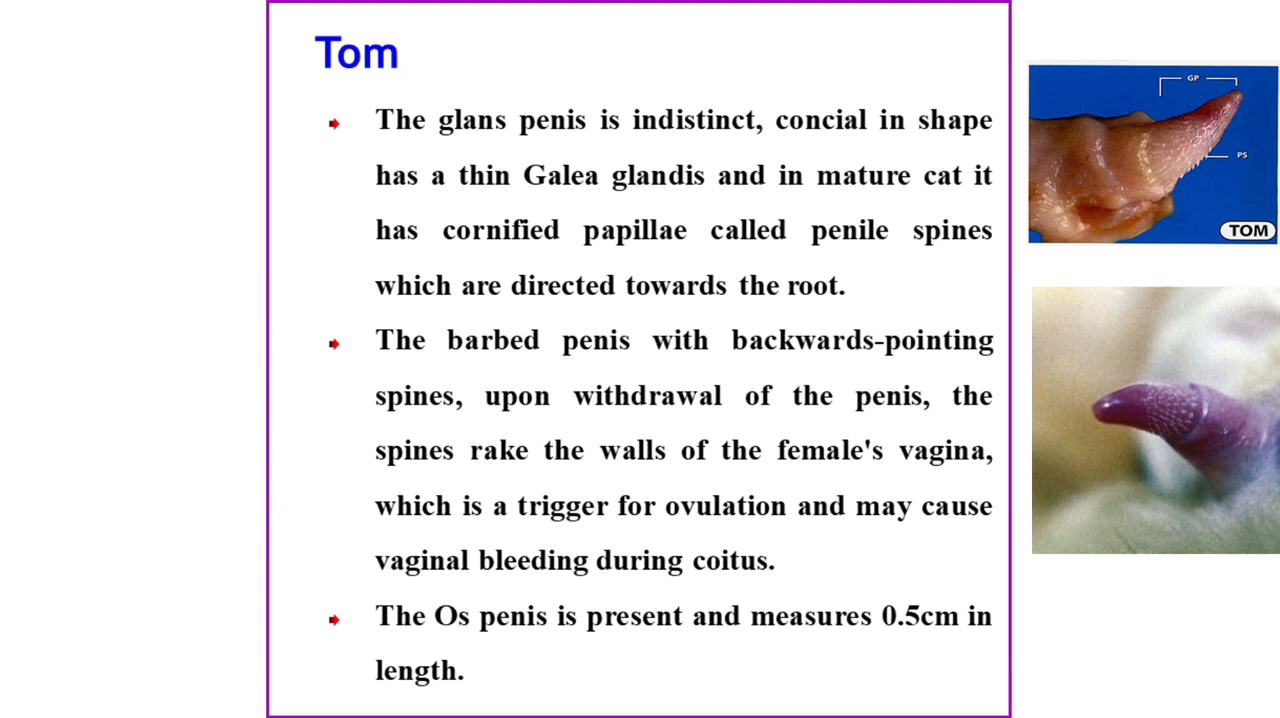 Tom
The glans penis is indistinct, concial in shape
has a thin Galea glandis and in mature cat it
has cornified papillae called penile spines
which are directed towards the root.
The barbed penis with backwards-pointing
spines, upon withdrawal of the penis, the
spines rake the walls of the female's vagina,
which is a trigger for ovulation and may cause
vaginal bleeding during coitus.
The Os penis is present and measures 0.5cm in
length.
GP
PS
TOM